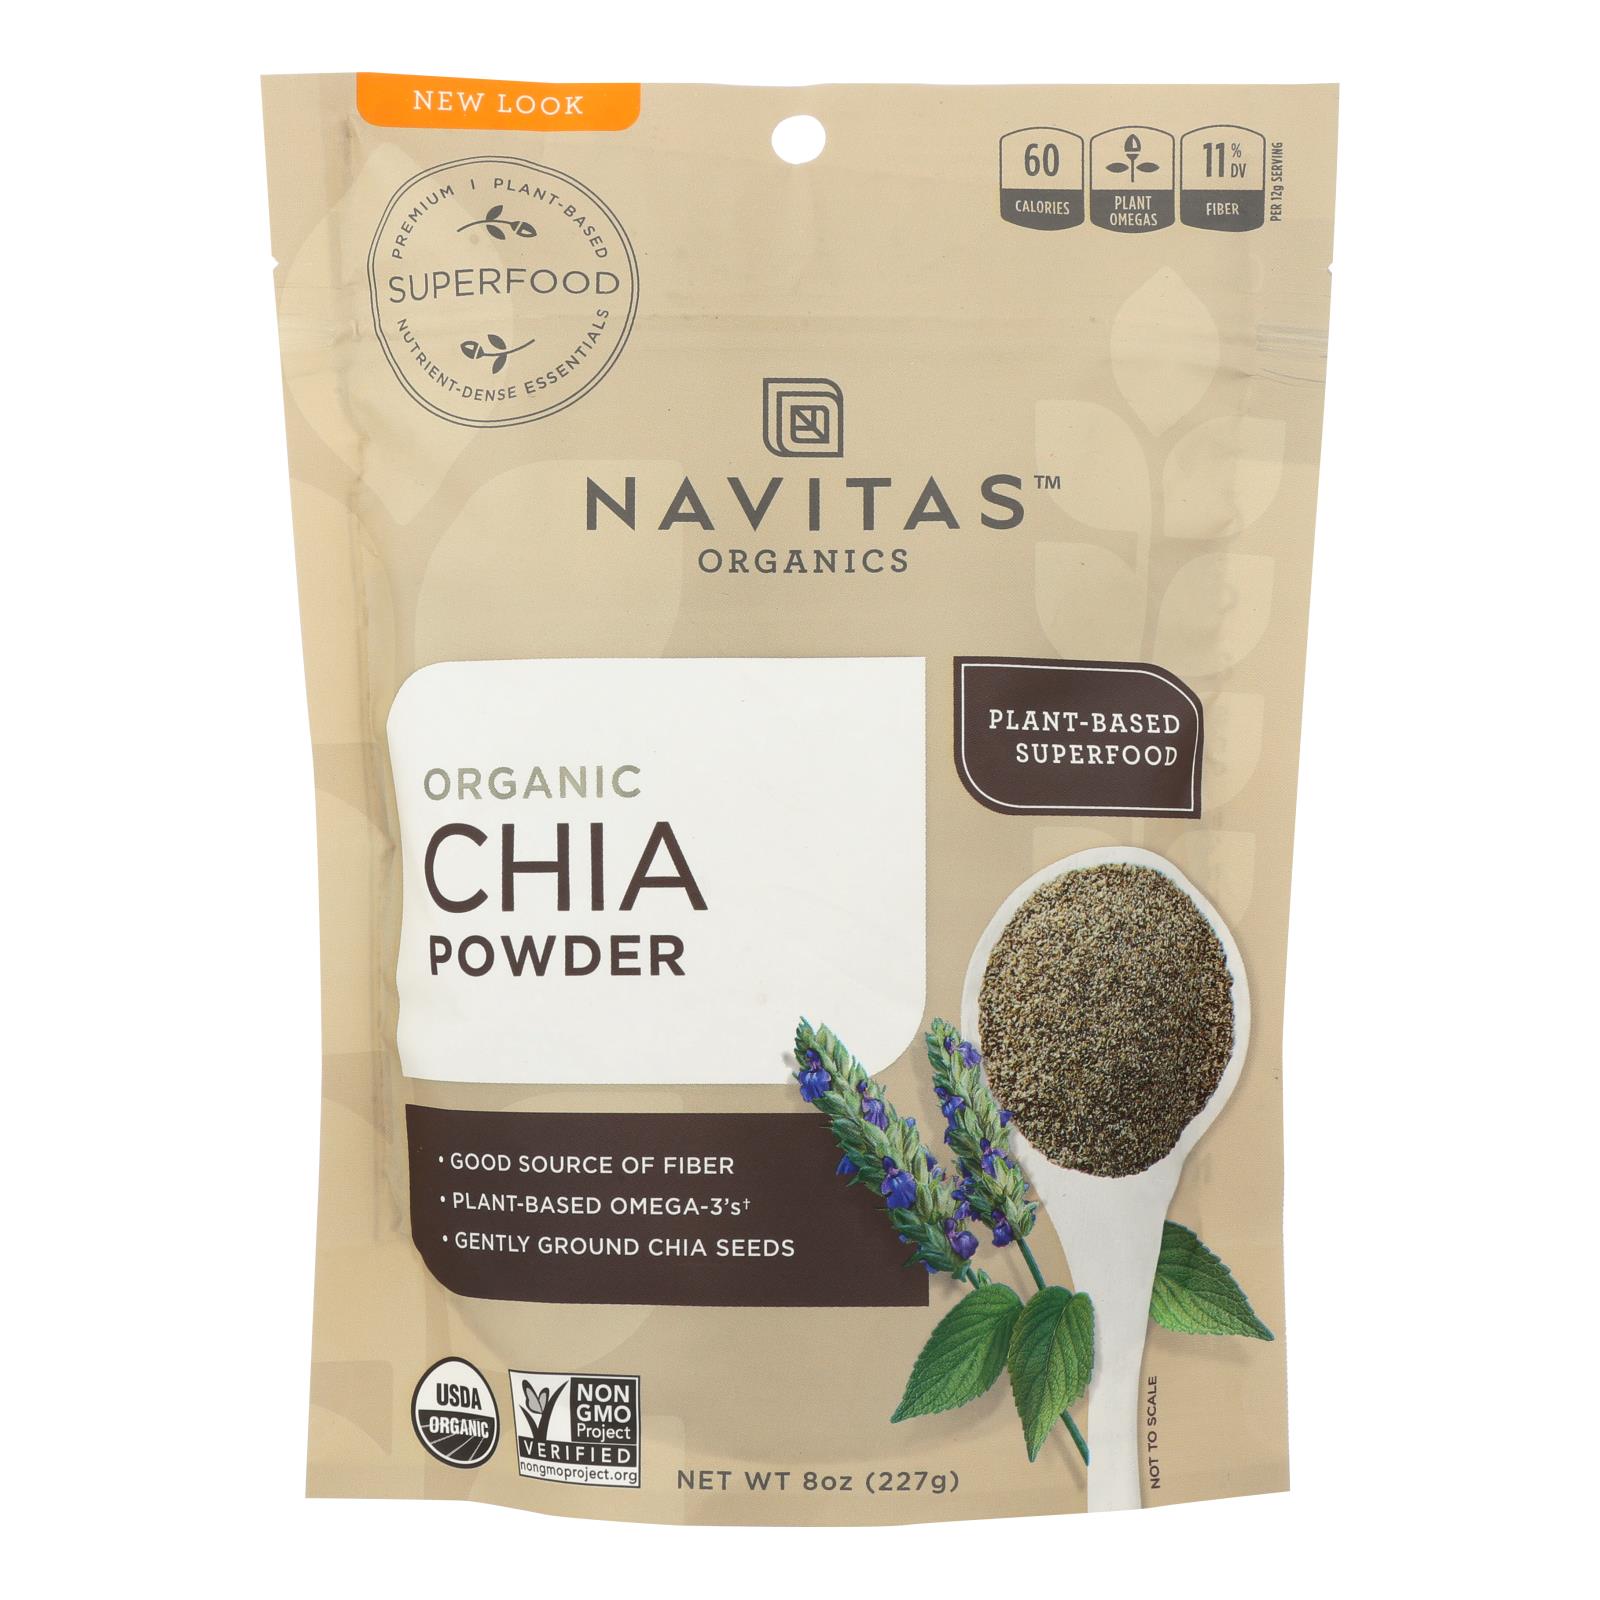 NEW LOOK
PREMIUM | PLANT-BASED
SUPERFOOD
NUTRIENT-DENSE ESSENTIALS
60
CALORIES
PLANT
OMEGAS
11% DV
FIBER
PER 12g SERVING
NAVITAS™
ORGANICS
PLANT-BASED
SUPERFOOD
ORGANIC
CHIA
POWDER
• GOOD SOURCE OF FIBER
• PLANT-BASED OMEGA-3's†
• GENTLY GROUND CHIA SEEDS
USDA
ORGANIC
NON
GMO
Project
VERIFIED
nongmoproject.org
NET WT 8oz (227g)
NOT TO SCALE